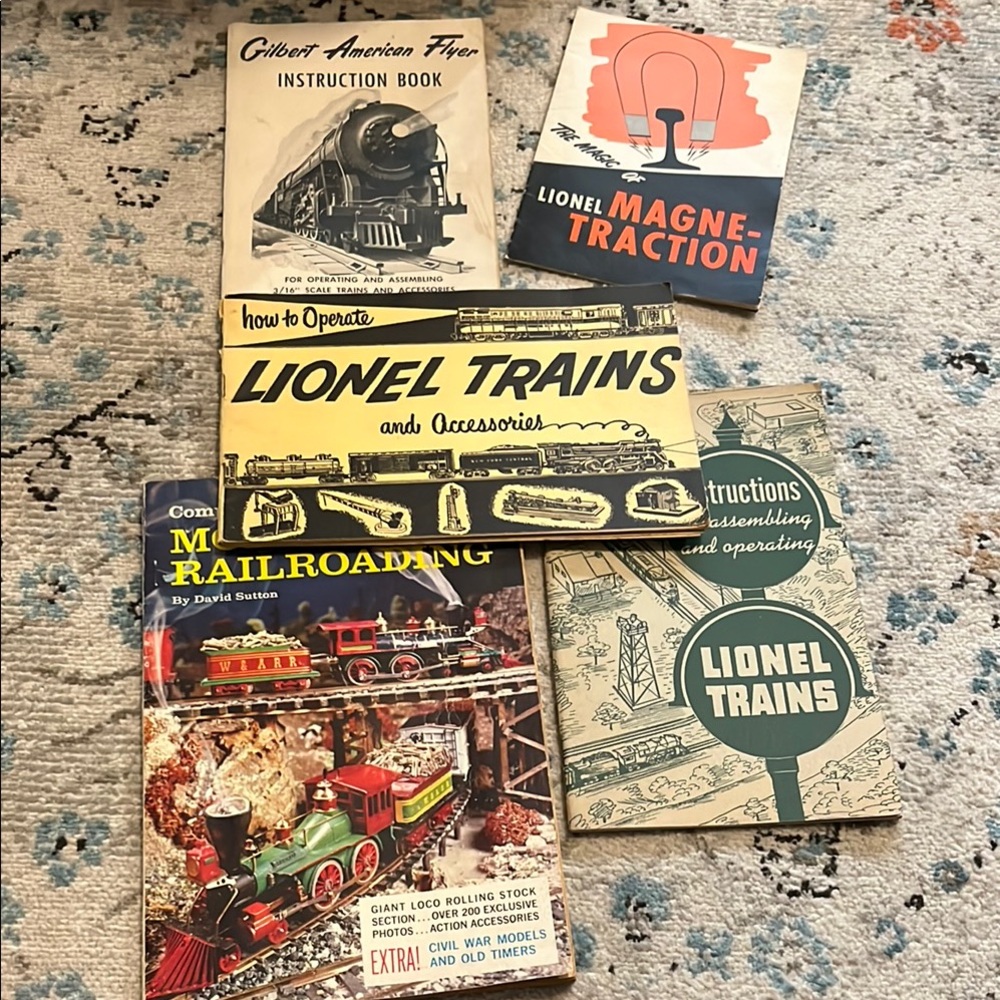 Gilbert American Flyer
INSTRUCTION BOOK
FOR OPERATING AND ASSEMBLING
3/16" SCALE TRAINS AND ACCESSORIES
THE MAGIC
OF
LIONEL MAGNE-
TRACTION
how to Operate
LIONEL TRAINS
and Accessories
NEW YORK CENTRAL
tructions
assembling
and operating
LIONEL
TRAINS
Com
MO
RAILROADING
By David Sutton
W & A R.R.
GIANT LOCO ROLLING STOCK
SECTION...OVER 200 EXCLUSIVE
PHOTOS...ACTION ACCESSORIES
EXTRA! CIVIL WAR MODELS
AND OLD TIMERS